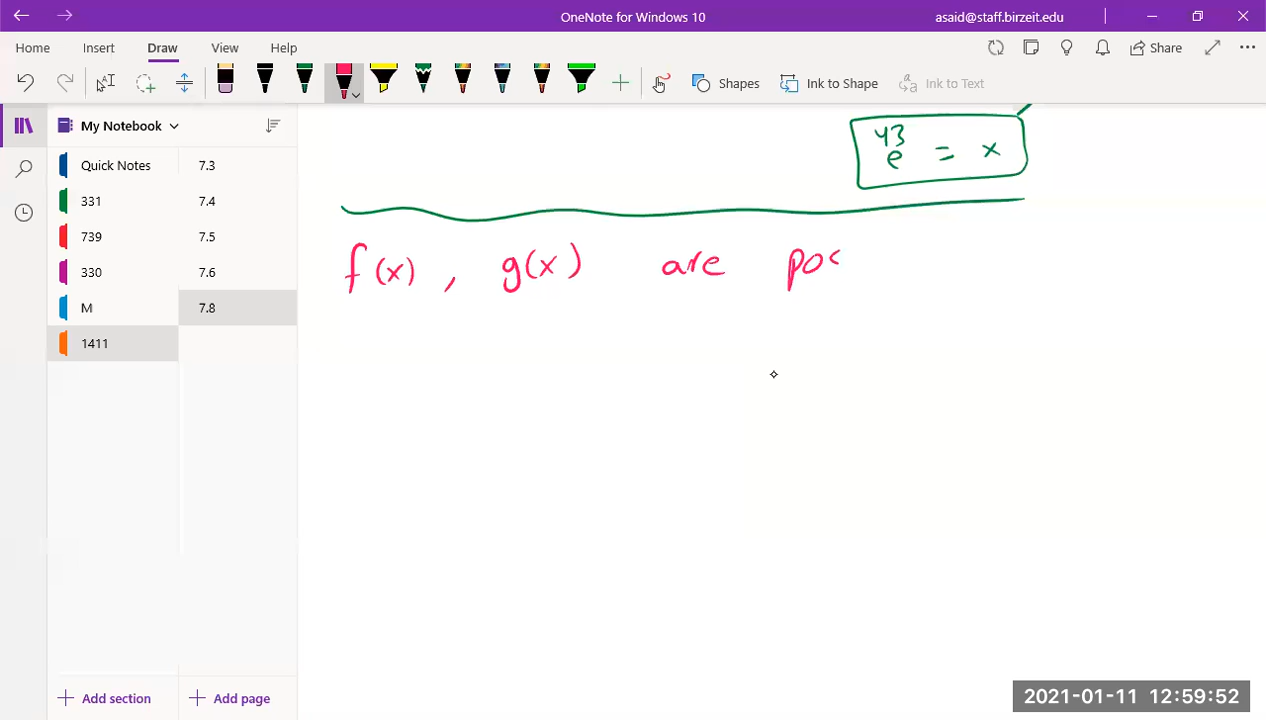 OneNote for Windows 10
asaid@staff.birzeit.edu
Home Insert Draw View Help
Share
Shapes Ink to Shape Ink to Text
My Notebook
Quick Notes 7.3
331 7.4
739 7.5
330 7.6
M 7.8
1411
e^43 = x
f(x), g(x) are
Add section Add page
2021-01-11 12:59:52